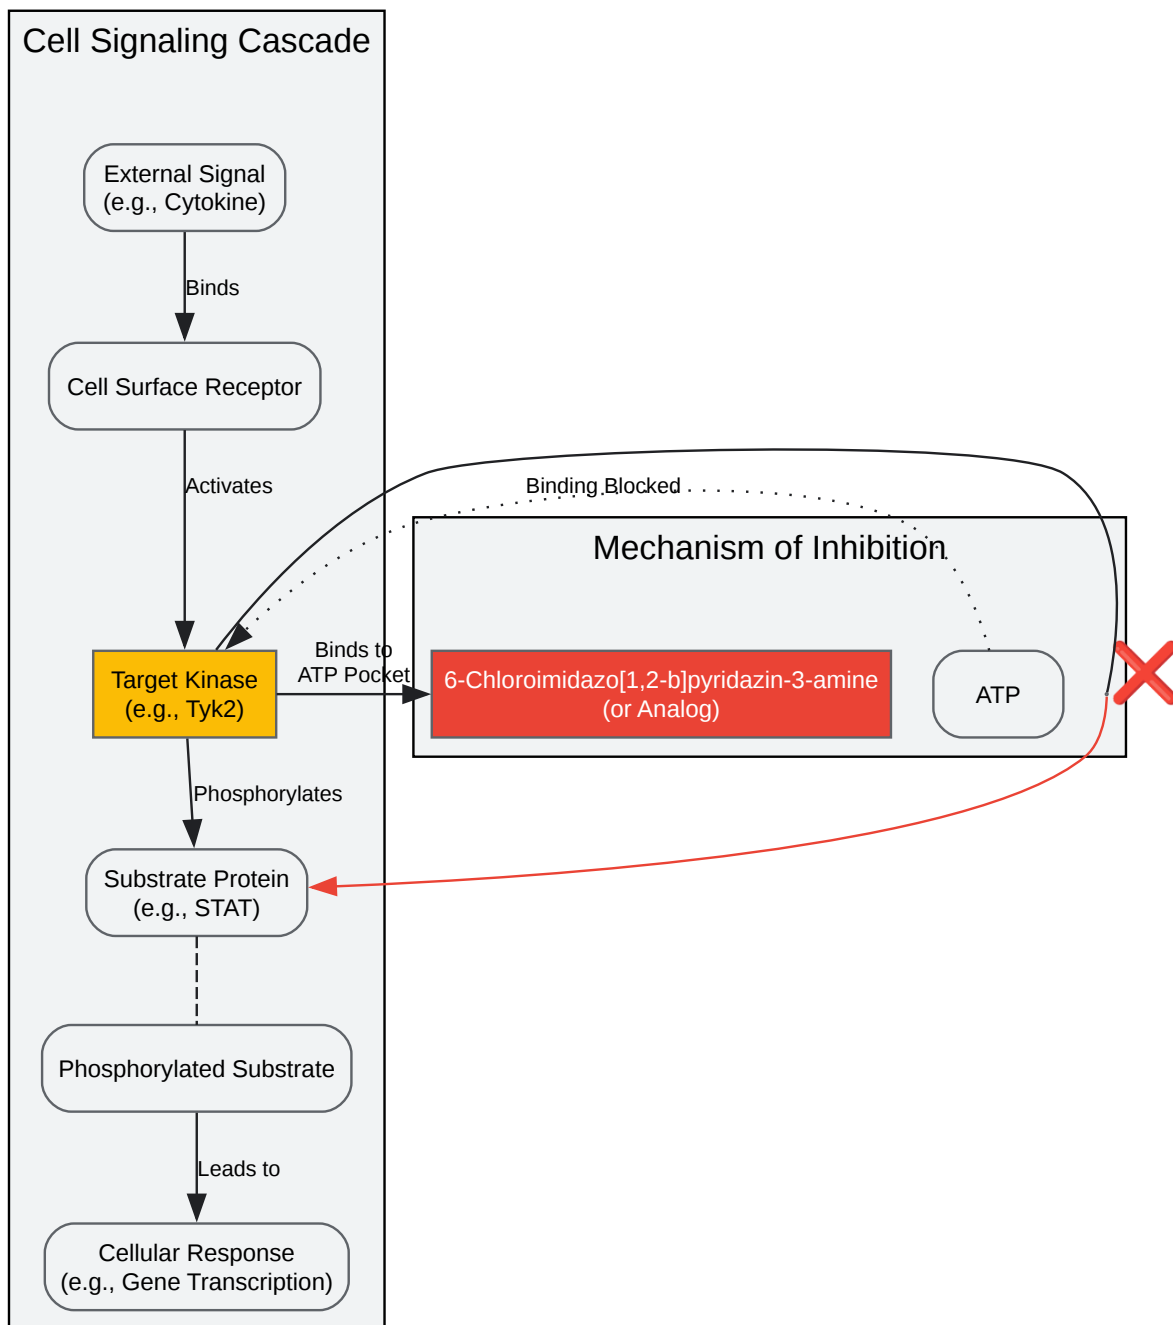 Cell Signaling Cascade
External Signal
(e.g., Cytokine)
Binds
Cell Surface Receptor
Activates
Binding Blocked
Mechanism of Inhibition
Target Kinase
(e.g., Tyk2)
Binds to
ATP Pocket
6-Chloroimidazo[1,2-b]pyridazin-3-amine
(or Analog)
ATP
Phosphorylates
Substrate Protein
(e.g., STAT)
Phosphorylated Substrate
Leads to
Cellular Response
(e.g., Gene Transcription)